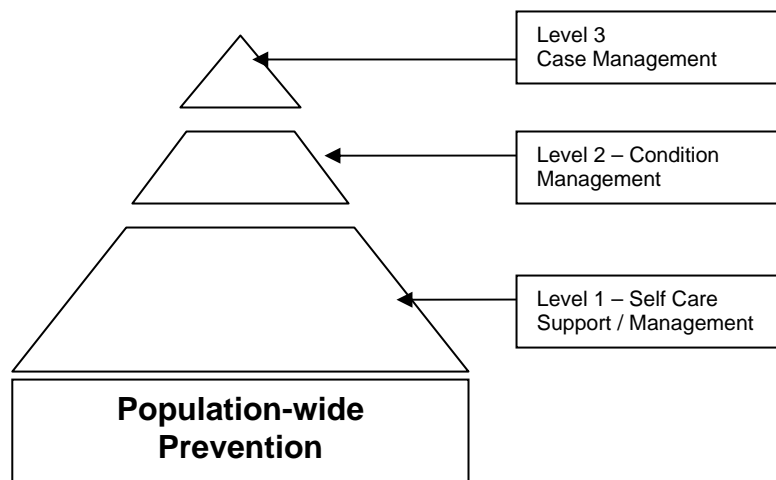 Level 3
Case Management
Level 2 – Condition
Management
Level 1 – Self Care
Support / Management
Population-wide
Prevention